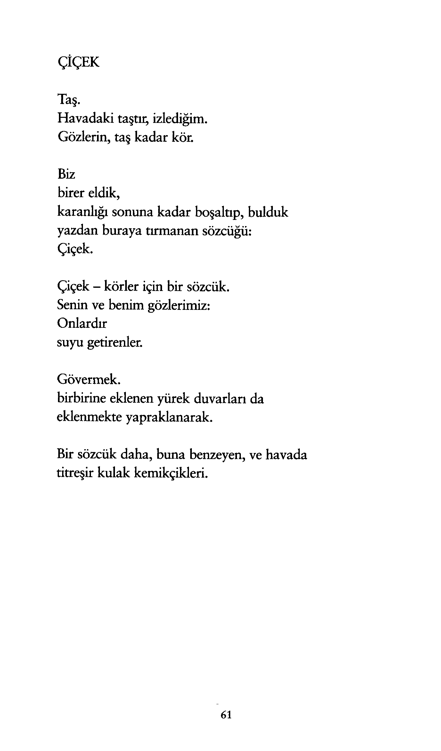 ÇİÇEK
Taş.
Havadaki taştır, izlediğim.
Gözlerin, taş kadar kör.
Biz
birer eldik,
karanlığı sonuna kadar boşaltıp, bulduk
yazdan buraya tırmanan sözcüğü:
Çiçek.
Çiçek – körler için bir sözcük.
Senin ve benim gözlerimiz:
Onlardır
suyu getirenler.
Gövermek.
birbirine eklenen yürek duvarları da
eklenmekte yapraklanarak.
Bir sözcük daha, buna benzeyen, ve havada
titreşir kulak kemikçikleri.
61